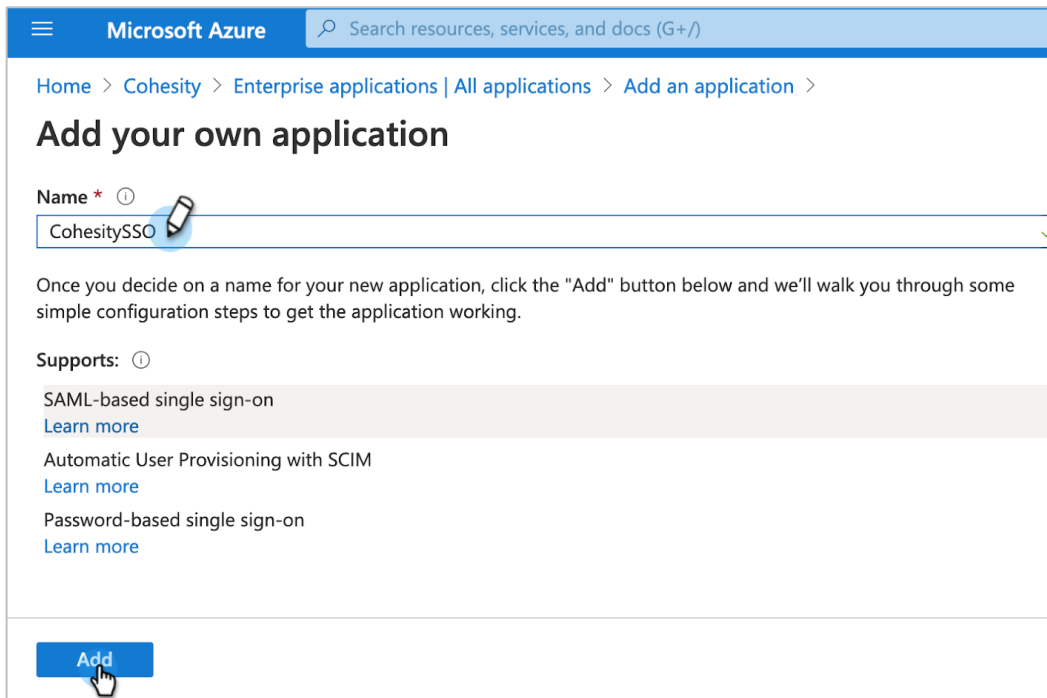 Microsoft Azure
Search resources, services, and docs (G+/)
Home > Cohesity > Enterprise applications | All applications > Add an application >
Add your own application
Name *
CohesitySSO
Once you decide on a name for your new application, click the "Add" button below and we’ll walk you through some
simple configuration steps to get the application working.
Supports:
SAML-based single sign-on
Learn more
Automatic User Provisioning with SCIM
Learn more
Password-based single sign-on
Learn more
Add